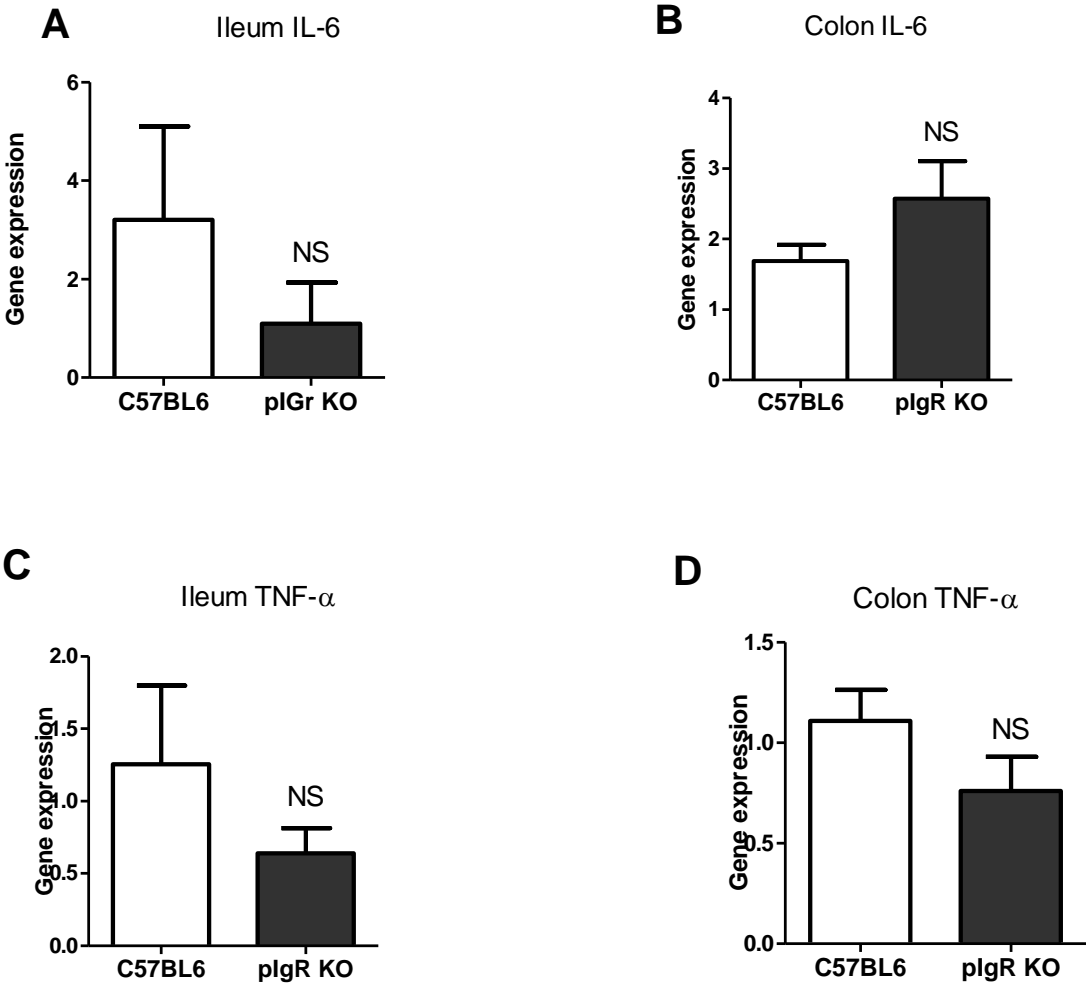 A
Ileum IL-6
Gene expression
6
4
2
0
NS
C57BL6
pIGr KO
B
Colon IL-6
Gene expression
4
3
2
1
0
NS
C57BL6
pIgR KO
C
Ileum TNF-α
Gene expression
2.0
1.5
1.0
0.5
0.0
NS
C57BL6
pIgR KO
D
Colon TNF-α
Gene expression
1.5
1.0
0.5
0.0
NS
C57BL6
pIgR KO